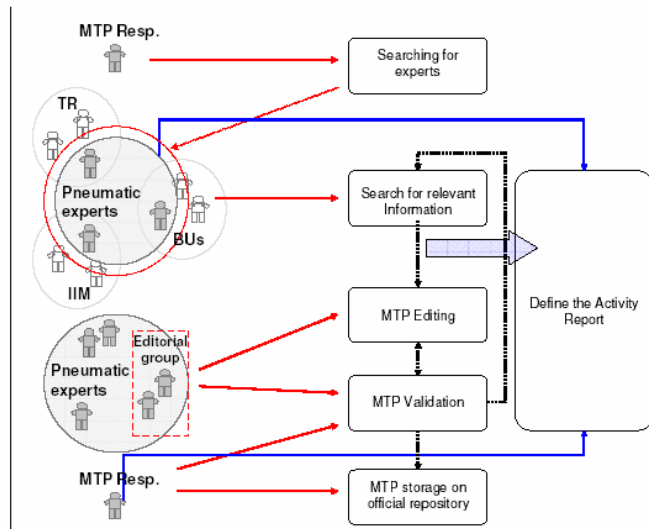 MTP Resp.
Searching for
experts
TR
Pneumatic
experts
BUs
IIM
Search for relevant
Information
Define the Activity
Report
MTP Editing
Editorial
group
Pneumatic
experts
MTP Validation
MTP Resp.
MTP storage on
official repository